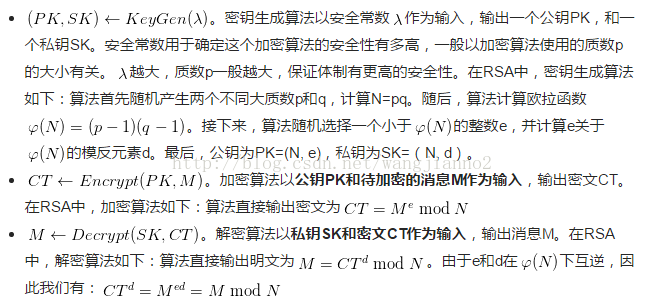 • (PK, SK) ← KeyGen(λ)。密钥生成算法以安全常数λ作为输入，输出一个公钥PK，和一
个私钥SK。安全常数用于确定这个加密算法的安全性有多高，一般以加密算法使用的质数p
的大小有关。λ越大，质数p一般越大，保证体制有更高的安全性。在RSA中，密钥生成算法
如下：算法首先随机产生两个不同大质数p和q，计算N=pq。随后，算法计算欧拉函数
φ(N) = (p − 1)(q − 1)。接下来，算法随机选择一个小于φ(N)的整数e，并计算e关于
φ(N)的模反元素d。最后，公钥为PK=(N, e)，私钥为SK=（N, d）。
http://blog.csdn.net/wangjianno2
• CT ← Encrypt(PK, M)。加密算法以公钥PK和待加密的消息M作为输入，输出密文CT。
在RSA中，加密算法如下：算法直接输出密文为CT = M^e mod N
• M ← Decrypt(SK, CT)。解密算法以私钥SK和密文CT作为输入，输出消息M。在RSA
中，解密算法如下：算法直接输出明文为 M = CT^d mod N。由于e和d在φ(N)下互逆，因
此我们有： CT^d = M^ed = M mod N